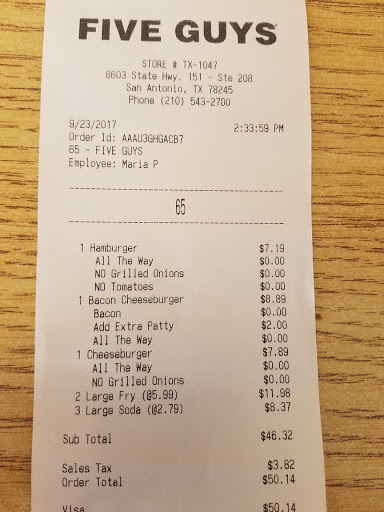 FIVE GUYS
STORE # TX-1047
8603 State Hwy. 151 - Ste 208
San Antonio, TX 78245
Phone (210) 543-2700
9/23/2017 2:33:59 PM
Order Id: AAAU3GHGACB7
65 - FIVE GUYS
Employee: Maria P
65
1 Hamburger $7.19
All The Way $0.00
NO Grilled Onions $0.00
NO Tomatoes $0.00
1 Bacon Cheeseburger $8.89
Bacon $0.00
Add Extra Patty $2.00
All The Way $0.00
1 Cheeseburger $7.89
All The Way $0.00
NO Grilled Onions $0.00
2 Large Fry (@5.99) $11.98
3 Large Soda (@2.79) $8.37
Sub Total $46.32
Sales Tax $3.82
Order Total $50.14
Visa $50.14